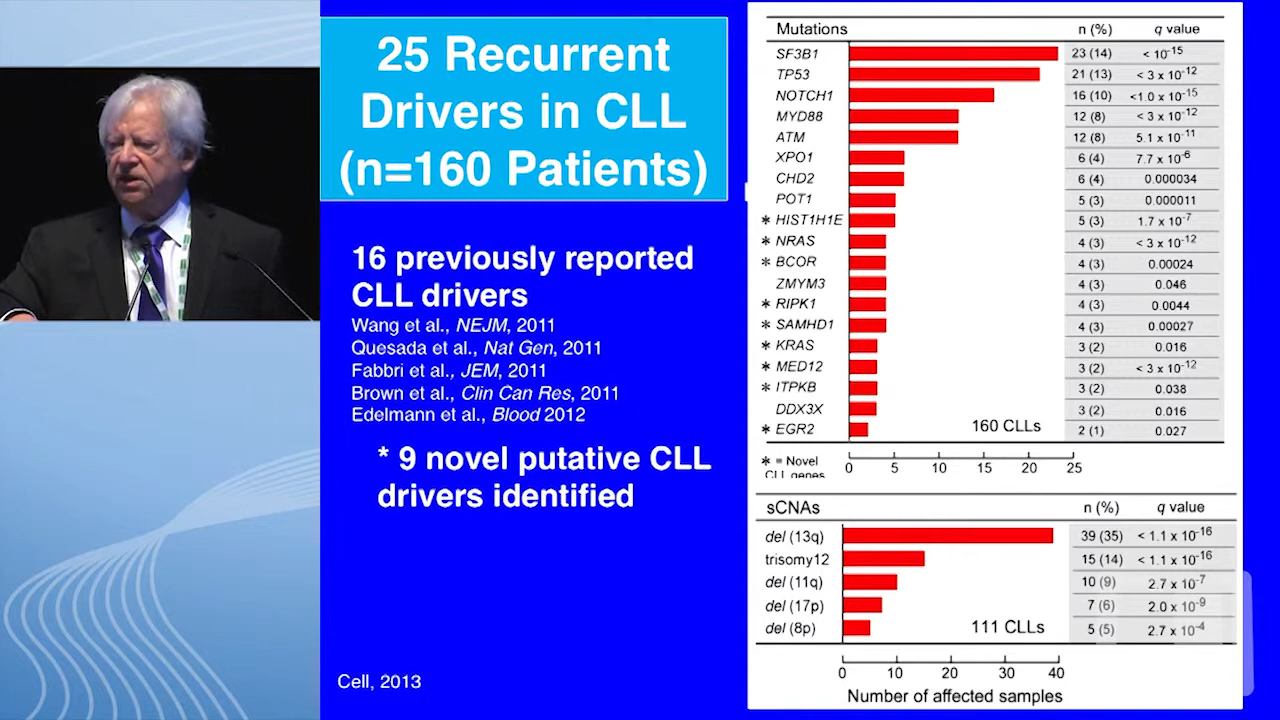 25 Recurrent
Drivers in CLL
(n=160 Patients)
16 previously reported
CLL drivers
Wang et al., NEJM, 2011
Quesada et al., Nat Gen, 2011
Fabbri et al., JEM, 2011
Brown et al., Clin Can Res, 2011
Edelmann et al., Blood 2012
* 9 novel putative CLL
drivers identified
Cell, 2013
Mutations n (%) q value
SF3B1 23 (14) < 10-15
TP53 21 (13) < 3 x 10-12
NOTCH1 16 (10) <1.0 x 10-15
MYD88 12 (8) < 3 x 10-12
ATM 12 (8) 5.1 x 10-11
XPO1 6 (4) 7.7 x 10-6
CHD2 6 (4) 0.000034
POT1 5 (3) 0.000011
* HIST1H1E 5 (3) 1.7 x 10-7
* NRAS 4 (3) < 3 x 10-12
* BCOR 4 (3) 0.00024
ZMYM3 4 (3) 0.046
* RIPK1 4 (3) 0.0044
* SAMHD1 4 (3) 0.00027
* KRAS 3 (2) 0.016
* MED12 3 (2) < 3 x 10-12
* ITPKB 3 (2) 0.038
DDX3X 3 (2) 0.016
* EGR2 160 CLLs 2 (1) 0.027
* = Novel
CLL genes
0 5 10 15 20 25
sCNAs n (%) q value
del (13q) 39 (35) < 1.1 x 10-16
trisomy12 15 (14) < 1.1 x 10-16
del (11q) 10 (9) 2.7 x 10-7
del (17p) 7 (6) 2.0 x 10-9
del (8p) 111 CLLs 5 (5) 2.7 x 10-4
0 10 20 30 40
Number of affected samples